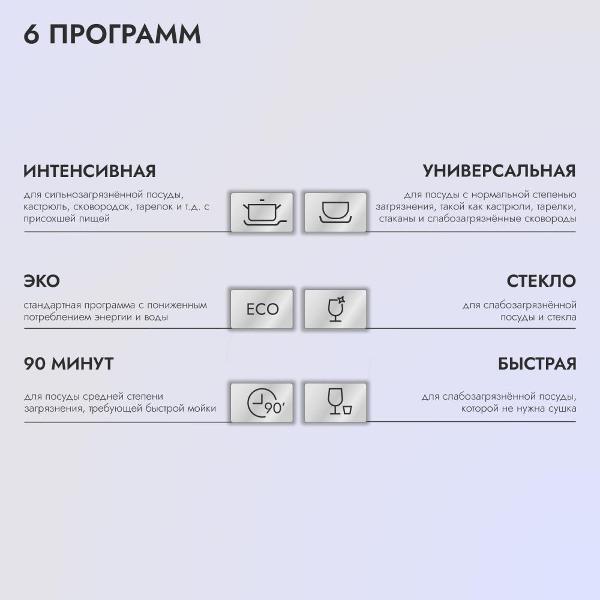 6 ПРОГРАММ
ИНТЕНСИВНАЯ
для сильнозагрязнённой посуды,
кастрюль, сковородок, тарелок и т.д. с
присохшей пищей
УНИВЕРСАЛЬНАЯ
для посуды с нормальной степенью
загрязнения, такой как кастрюли, тарелки,
стаканы и слабозагрязнённые сковороды
ЭКО
стандартная программа с пониженным
потреблением энергии и воды
ECO
СТЕКЛО
для слабозагрязнённой
посуды и стекла
90 МИНУТ
для посуды средней степени
загрязнения, требующей быстрой мойки
90'
БЫСТРАЯ
для слабозагрязнённой посуды,
которой не нужна сушка